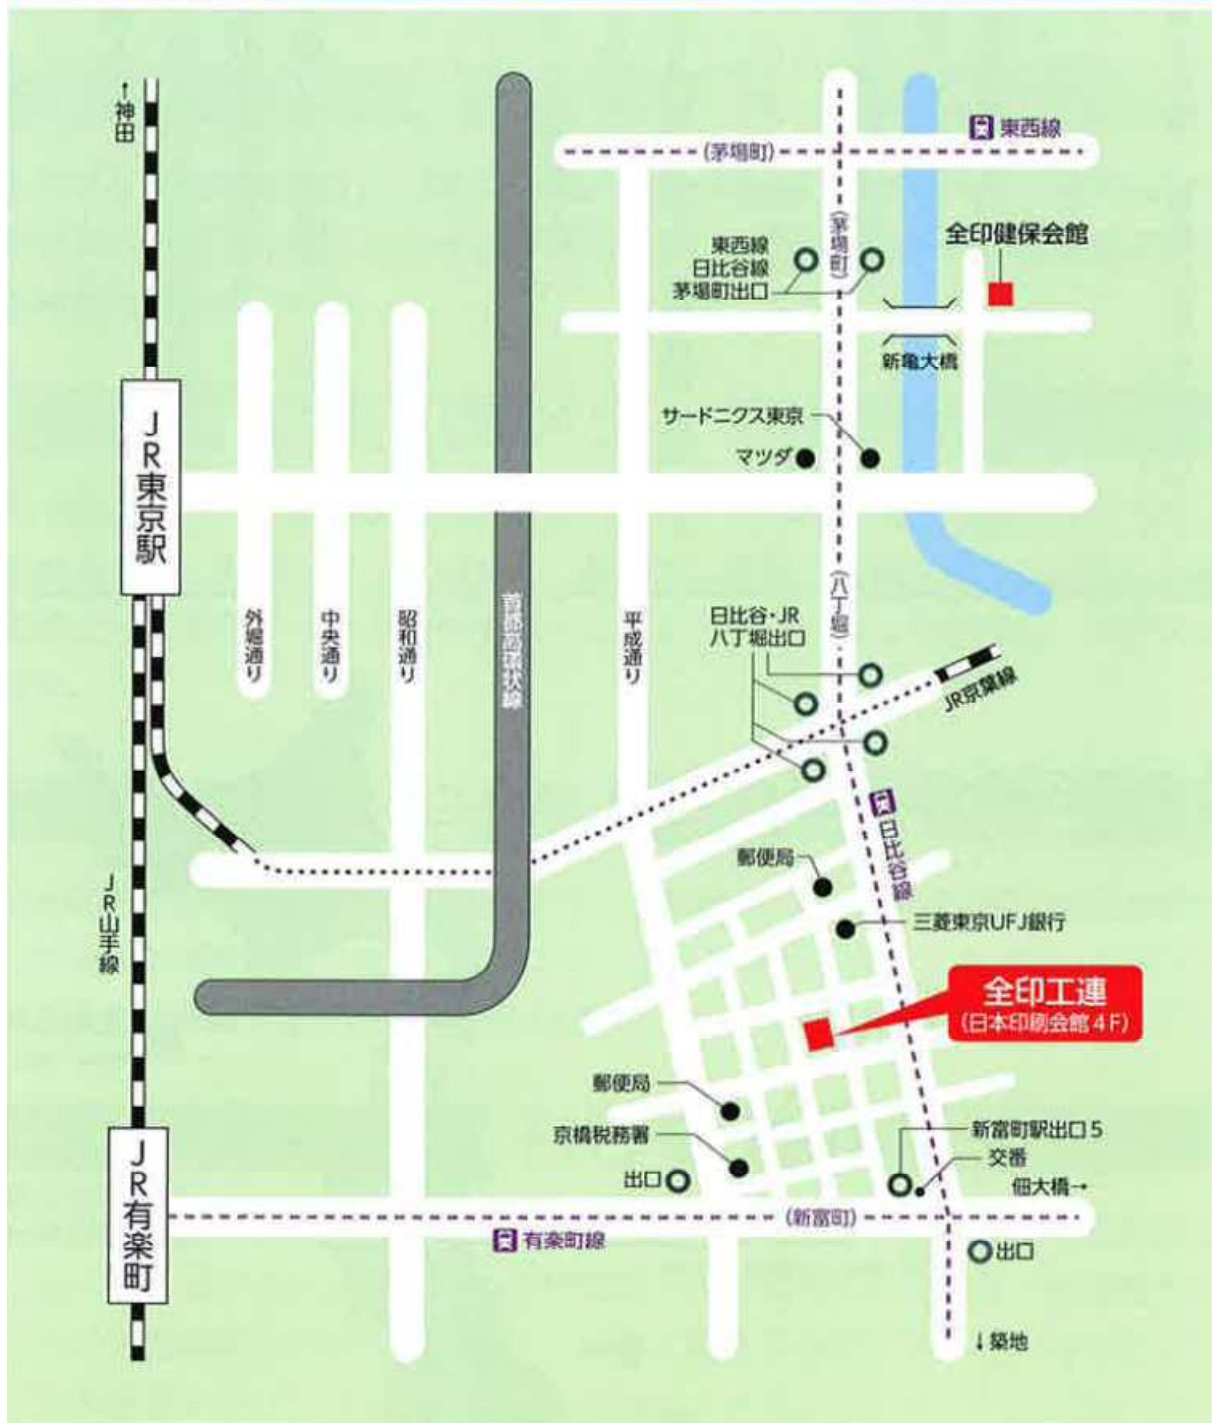 ↑神田
東西線
(茅場町)
全印健保会館
東西線
日比谷線
茅場町出口
(茅場町)
新亀大橋
サードニクス東京
マツダ
JR東京駅
外堀通り
中央通り
昭和通り
首都高環状線
平成通り
(八丁堀)
日比谷・JR
八丁堀出口
JR京葉線
日比谷線
郵便局
三菱東京UFJ銀行
JR山手線
全印工連
(日本印刷会館4F)
郵便局
京橋税務署
新富町駅出口5
交番
出口
佃大橋→
JR有楽町
(新富町)
有楽町線
出口
↓築地